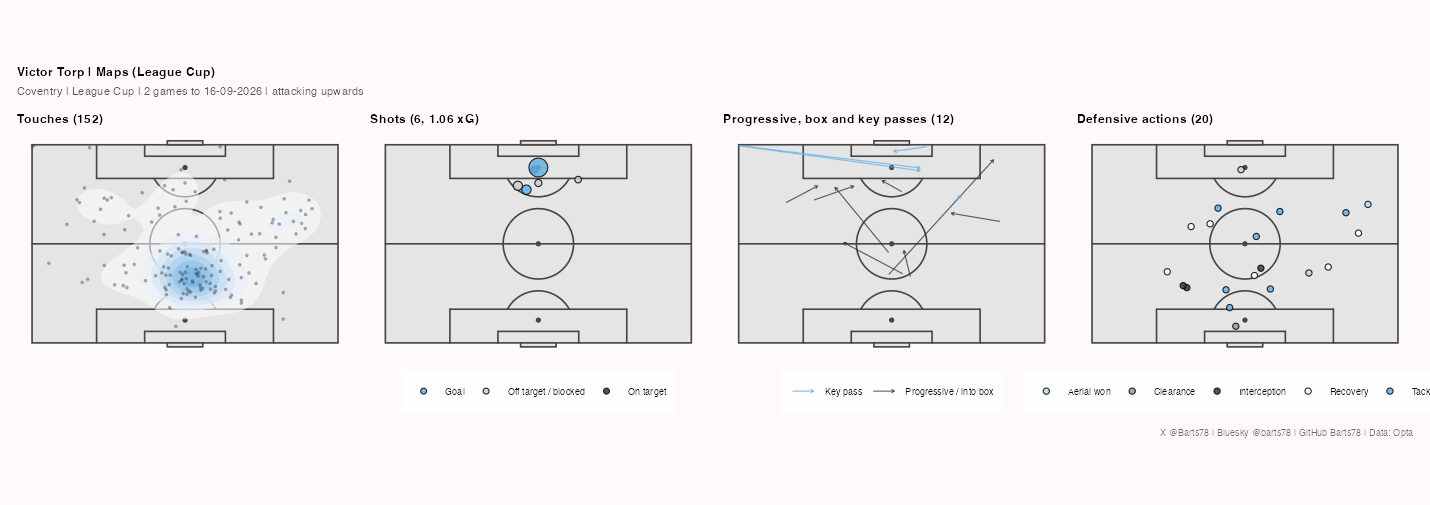 Victor Torp | Maps (League Cup)
Coventry | League Cup | 2 games to 16-09-2026 | attacking upwards
Touches (152)
Shots (6, 1.06 xG)
Progressive, box and key passes (12)
Defensive actions (20)
Goal
Off target / blocked
On target
Key pass
Progressive / into box
Aerial won
Clearance
Interception
Recovery
Tack
X @Barts78 | Bluesky @barts78 | GitHub Barts78 | Data: Opta